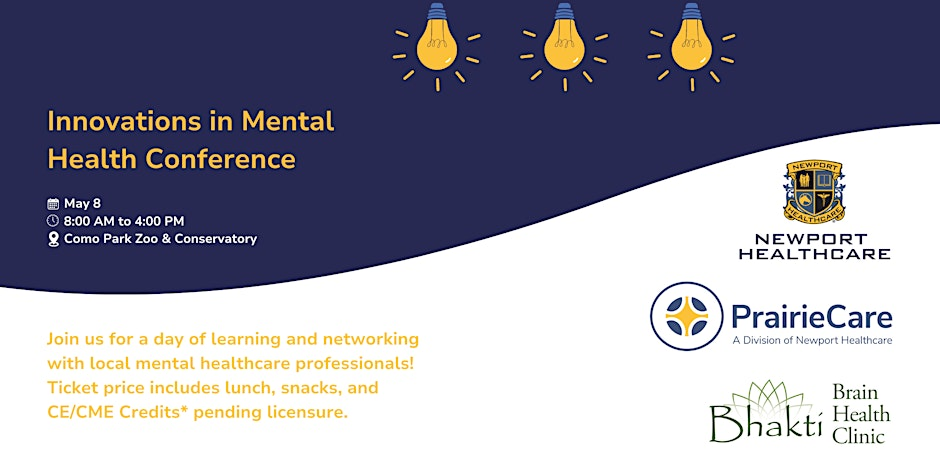 Innovations in Mental
Health Conference
May 8
8:00 AM to 4:00 PM
Como Park Zoo & Conservatory
Join us for a day of learning and networking
with local mental healthcare professionals!
Ticket price includes lunch, snacks, and
CE/CME Credits* pending licensure.
NEWPORT
HEALTHCARE
NEWPORT
HEALTHCARE
PrairieCare
A Division of Newport Healthcare
Bhakti
Brain
Health
Clinic